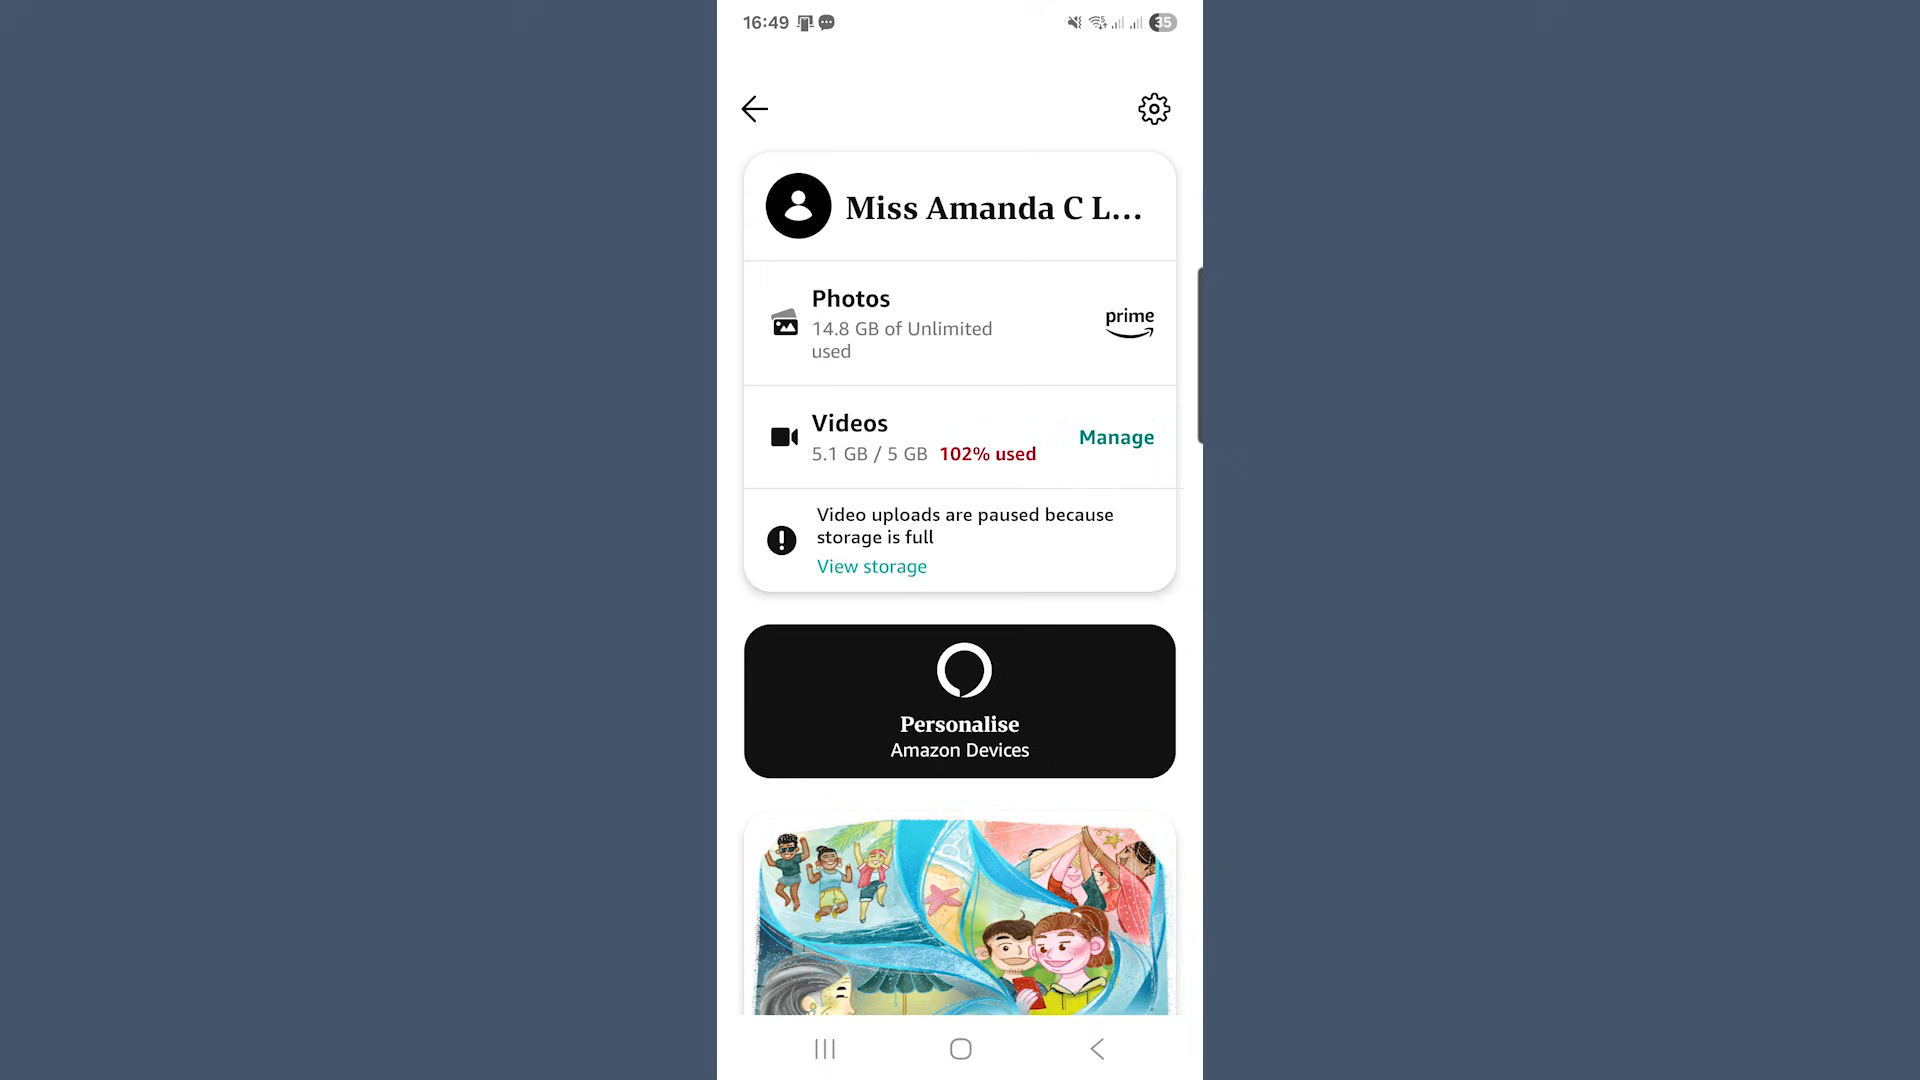 16:49
35
Miss Amanda C L...
Photos
14.8 GB of Unlimited
used
prime
Videos
5.1 GB / 5 GB 102% used
Manage
Video uploads are paused because
storage is full
View storage
Personalise
Amazon Devices